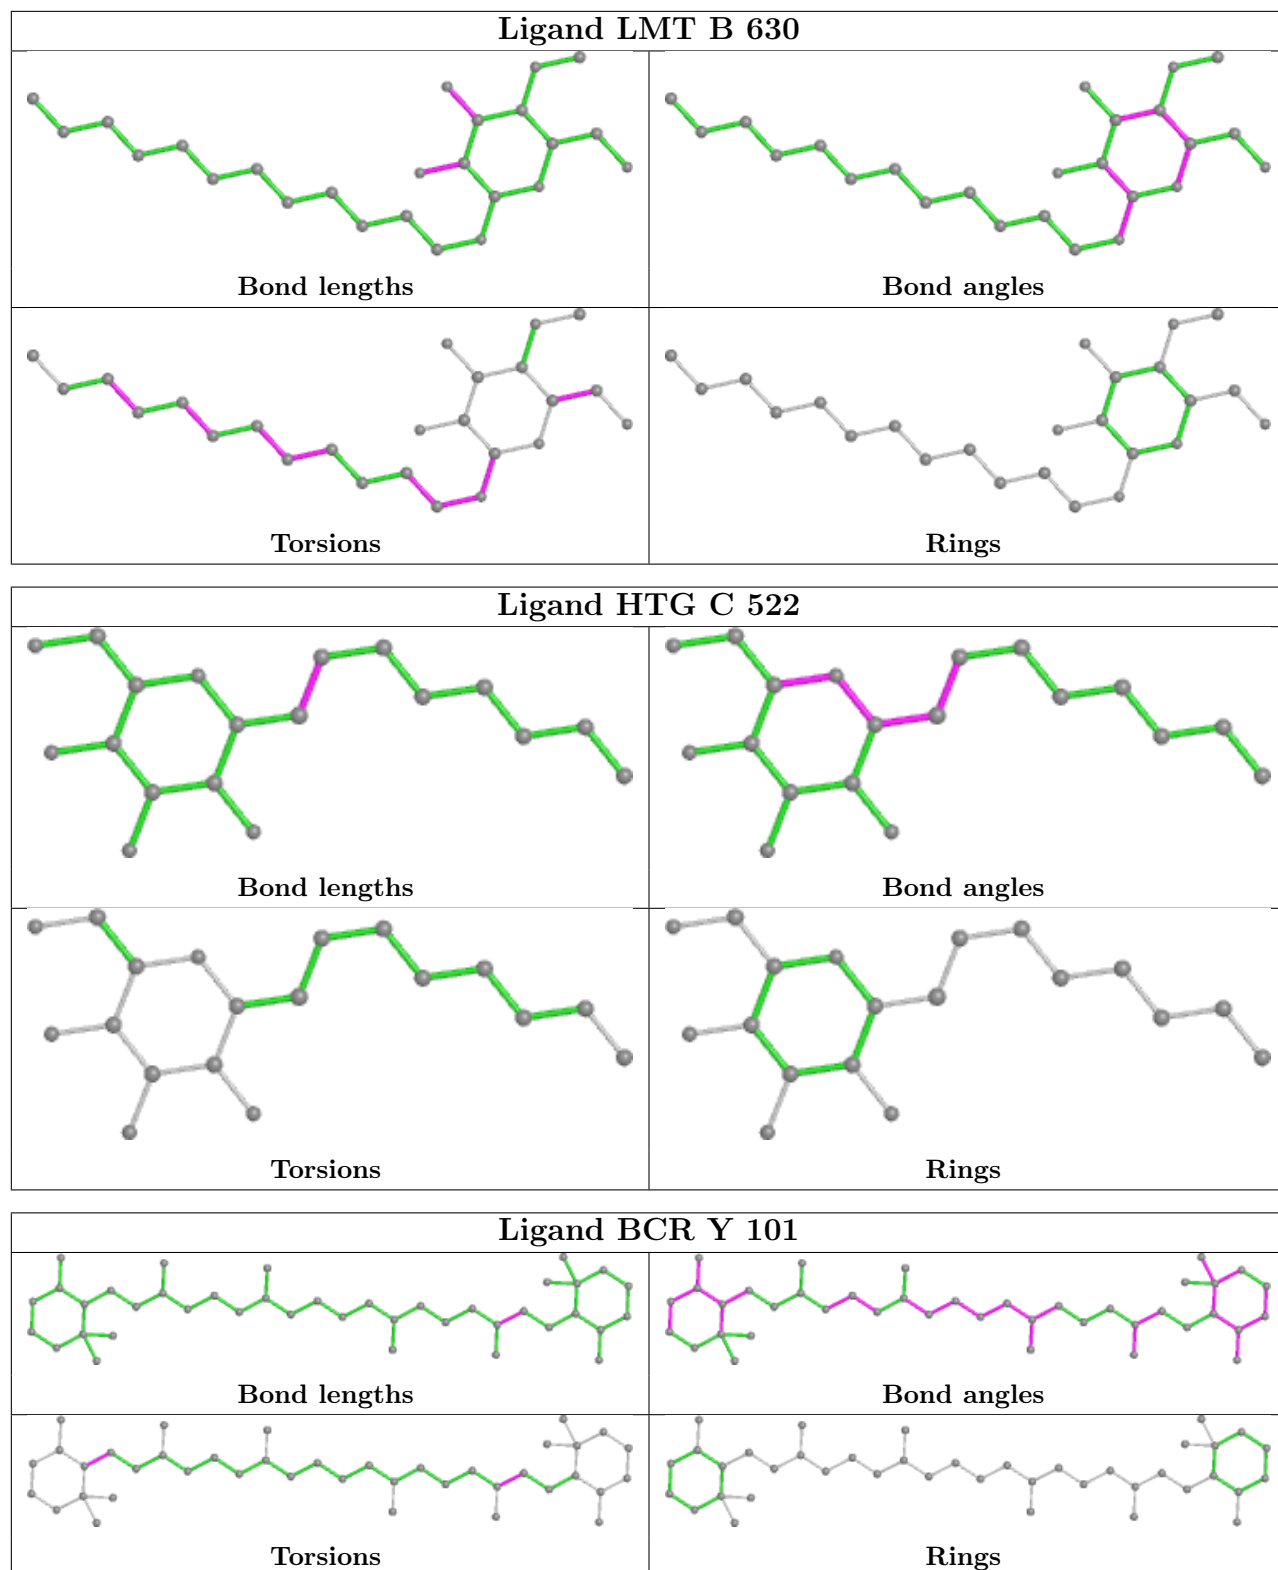 Ligand LMT B 630
Bond lengths
Bond angles
Torsions
Rings
Ligand HTG C 522
Bond lengths
Bond angles
Torsions
Rings
Ligand BCR Y 101
Bond lengths
Bond angles
Torsions
Rings